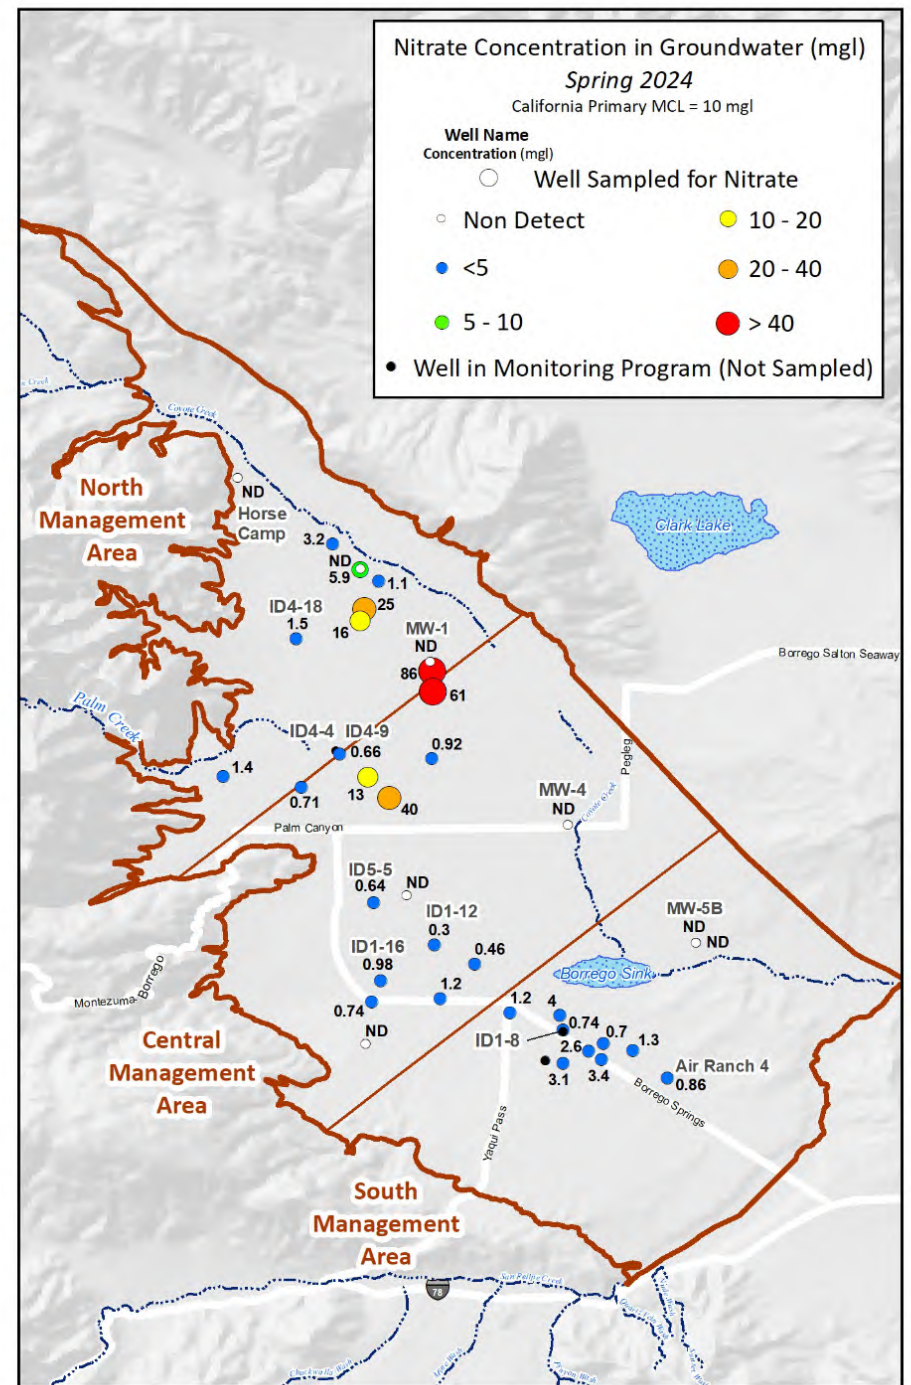 Nitrate Concentration in Groundwater (mgl)
Spring 2024
California Primary MCL = 10 mgl
Well Name
Concentration (mgl)
Well Sampled for Nitrate
Non Detect
10 - 20
<5
20 - 40
5 - 10
> 40
Well in Monitoring Program (Not Sampled)
Creek
Coyote Creek
North
Management
Area
ND
Horse
Camp
Clark Lake
3.2
ND
5.9
1.1
ID4-18
1.5
25
16
MW-1
ND
86
61
Borrego Salton Seaway
Palm Creek
ID4-4
ID4-9
0.66
0.92
Pegleg
1.4
0.71
13
40
MW-4
ND
Coyote Creek
Palm Canyon
ID5-5
0.64
ND
ID1-12
0.3
MW-5B
ND
ND
ID1-16
0.98
0.46
Borrego Sink
Montezuma-Borrego
0.74
1.2
1.2
4
0.74
ND
ID1-8
2.6
0.7
1.3
3.1
3.4
Air Ranch 4
0.86
Central
Management
Area
Borrego Springs
Yaqui Pass
South
Management
Area
San Felipe Creek
78